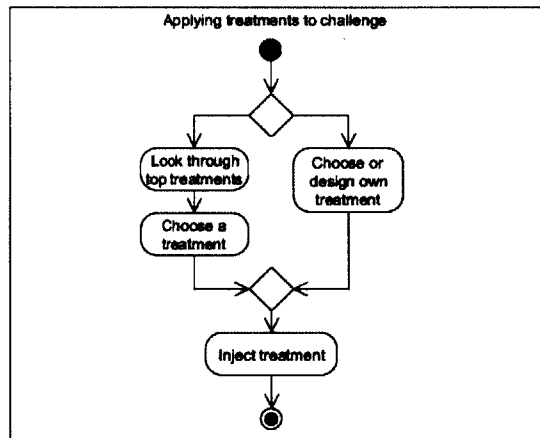 Applying treatments to challenge
Look through
top treatments
Choose or
design own
treatment
Choose a
treatment
Inject treatment